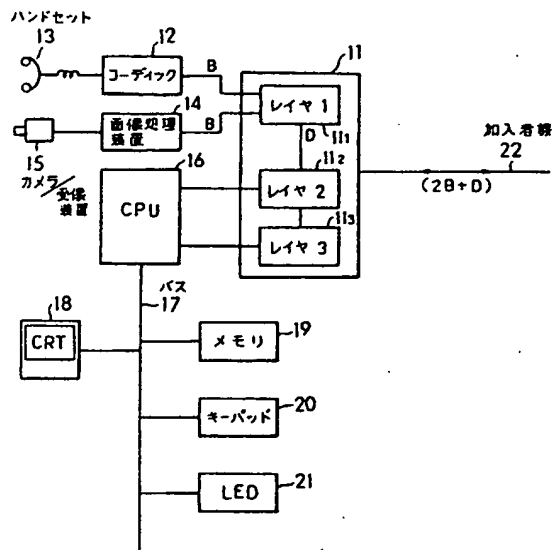 ハンドセット
13
12
コーディック
B
11
レイヤ 1
11₁
14
画像処理
装置
B
D
15
カメラ/受像
装置
16
CPU
11₂
レイヤ 2
11₃
レイヤ 3
加入者線
22
(2B+D)
バス
17
18
CRT
メモリ
19
キーパッド
20
LED
21